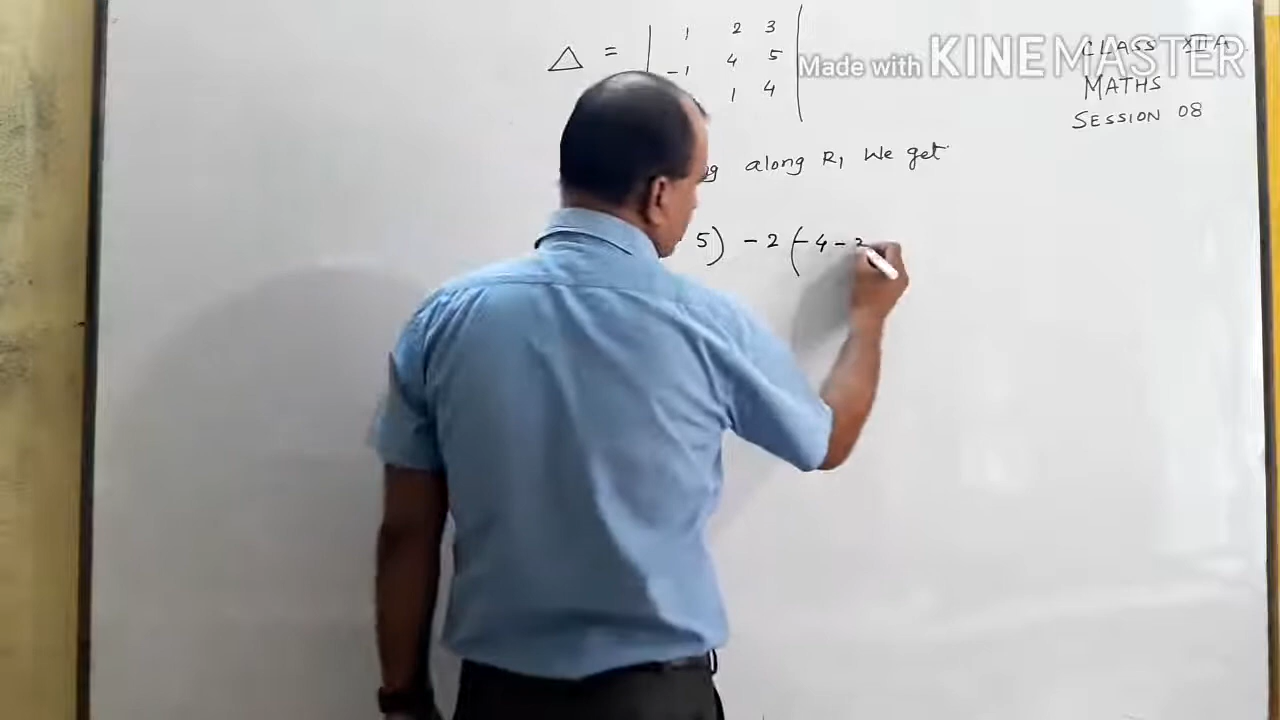 Δ = | 1 2 3 |
-1 4 5
1 4
Made with KINEMASTER
CLASS XII A
MATHS
SESSION 08
along R₁ We get
5) - 2 (-4 -